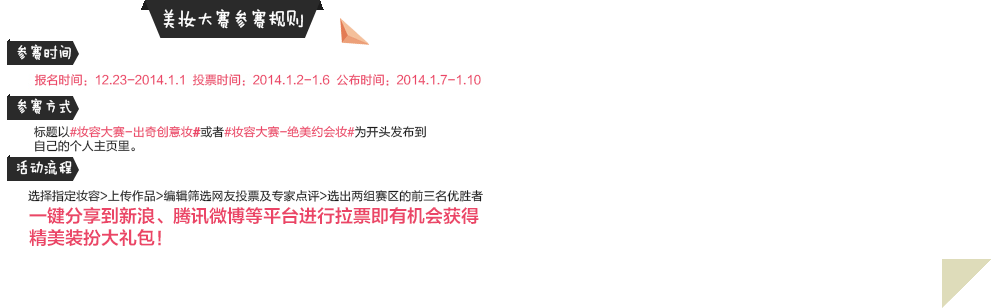 美妆大赛参赛规则
参赛时间
报名时间：12.23-2014.1.1 投票时间：2014.1.2-1.6 公布时间：2014.1.7-1.10
参赛方式
标题以#妆容大赛-出奇创意妆#或者#妆容大赛-绝美约会妆#为开头发布到
自己的个人主页里。
活动流程
选择指定妆容>上传作品>编辑筛选网友投票及专家点评>选出两组赛区的前三名优胜者
一键分享到新浪、腾讯微博等平台进行拉票即有机会获得
精美装扮大礼包！